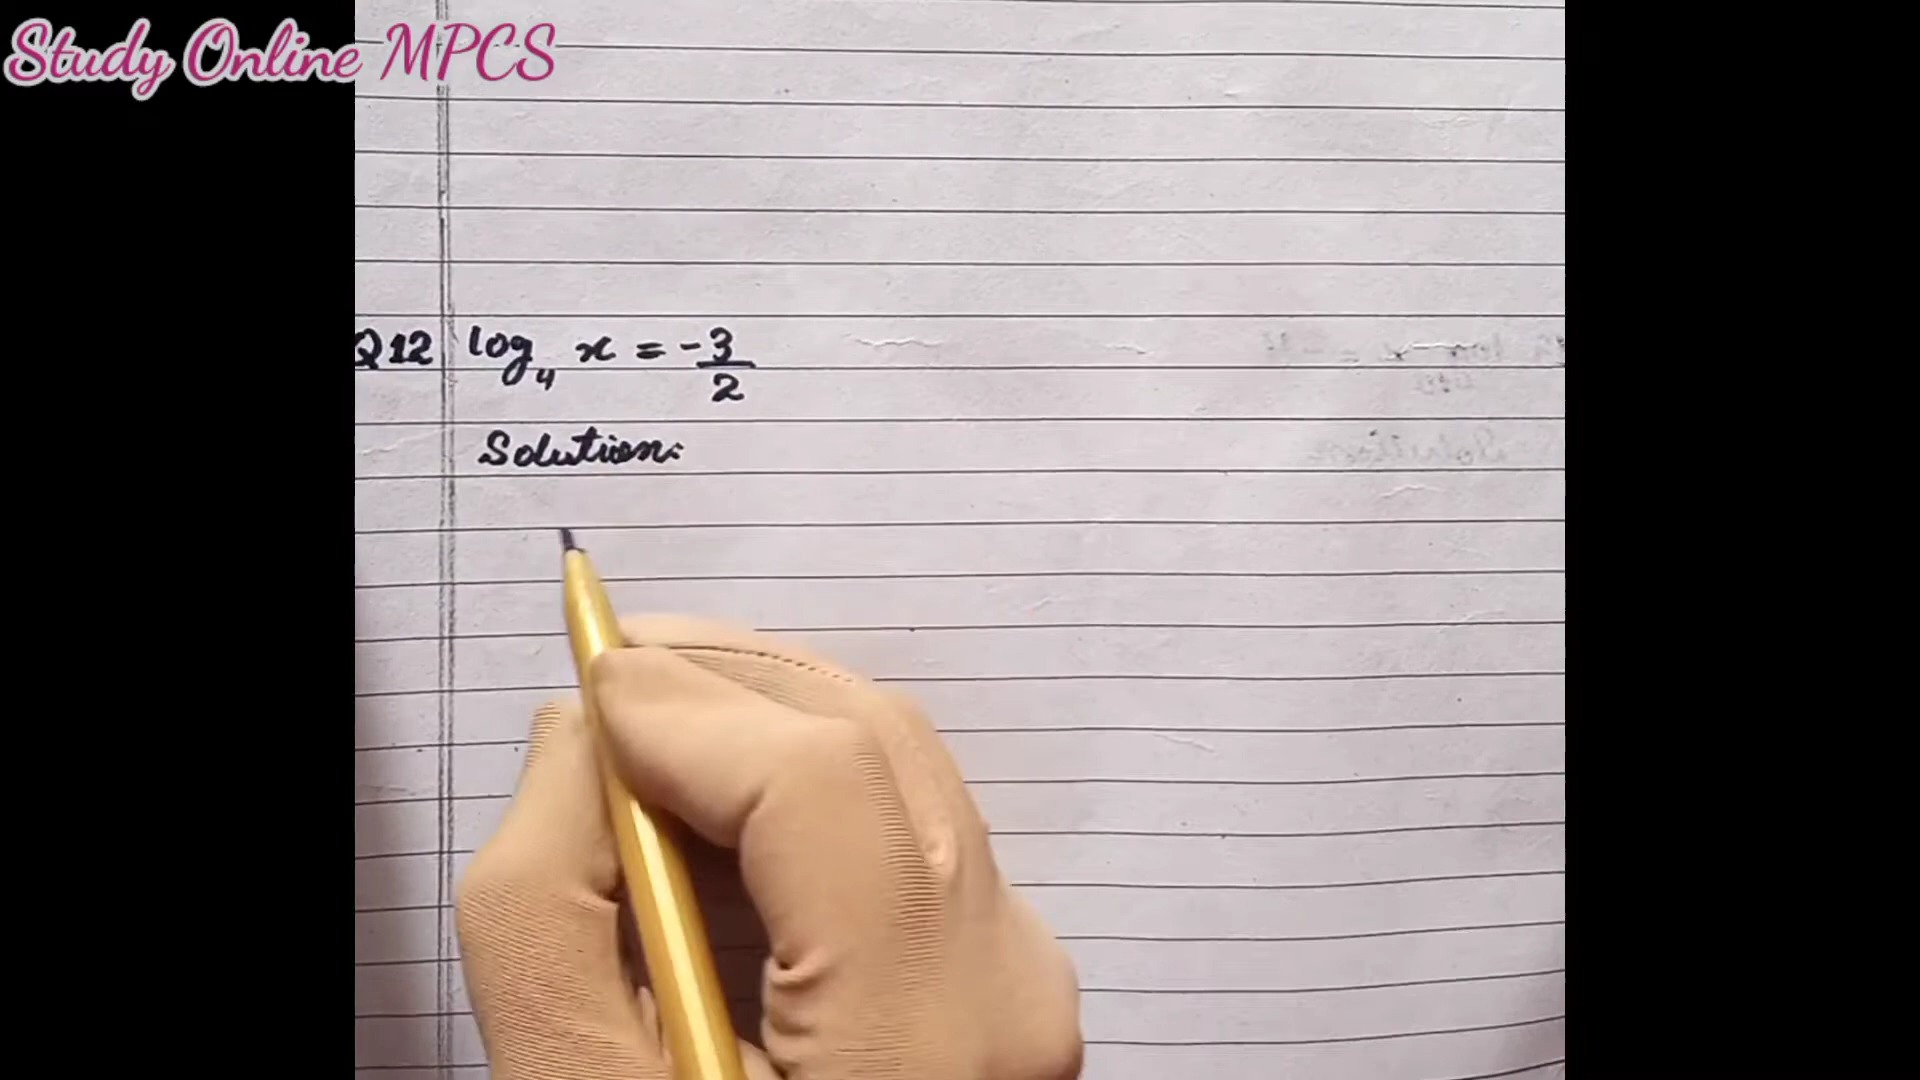 Study Online MPCS
Q12 log₄ x = -3/2
Solution: